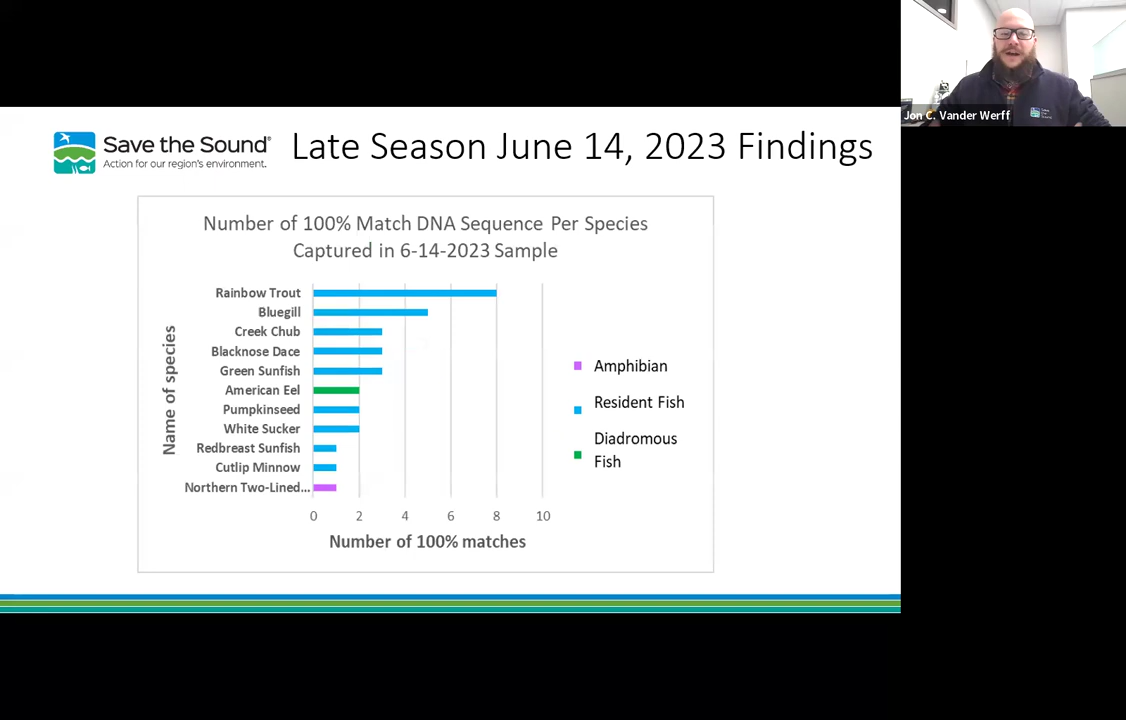 Jon C. Vander Werff
Save the Sound®
Action for our region's environment.
Late Season June 14, 2023 Findings
Number of 100% Match DNA Sequence Per Species
Captured in 6-14-2023 Sample
Name of species
Rainbow Trout
Bluegill
Creek Chub
Blacknose Dace
Green Sunfish
American Eel
Pumpkinseed
White Sucker
Redbreast Sunfish
Cutlip Minnow
Northern Two-Lined...
0 2 4 6 8 10
Number of 100% matches
Amphibian
Resident Fish
Diadromous
Fish